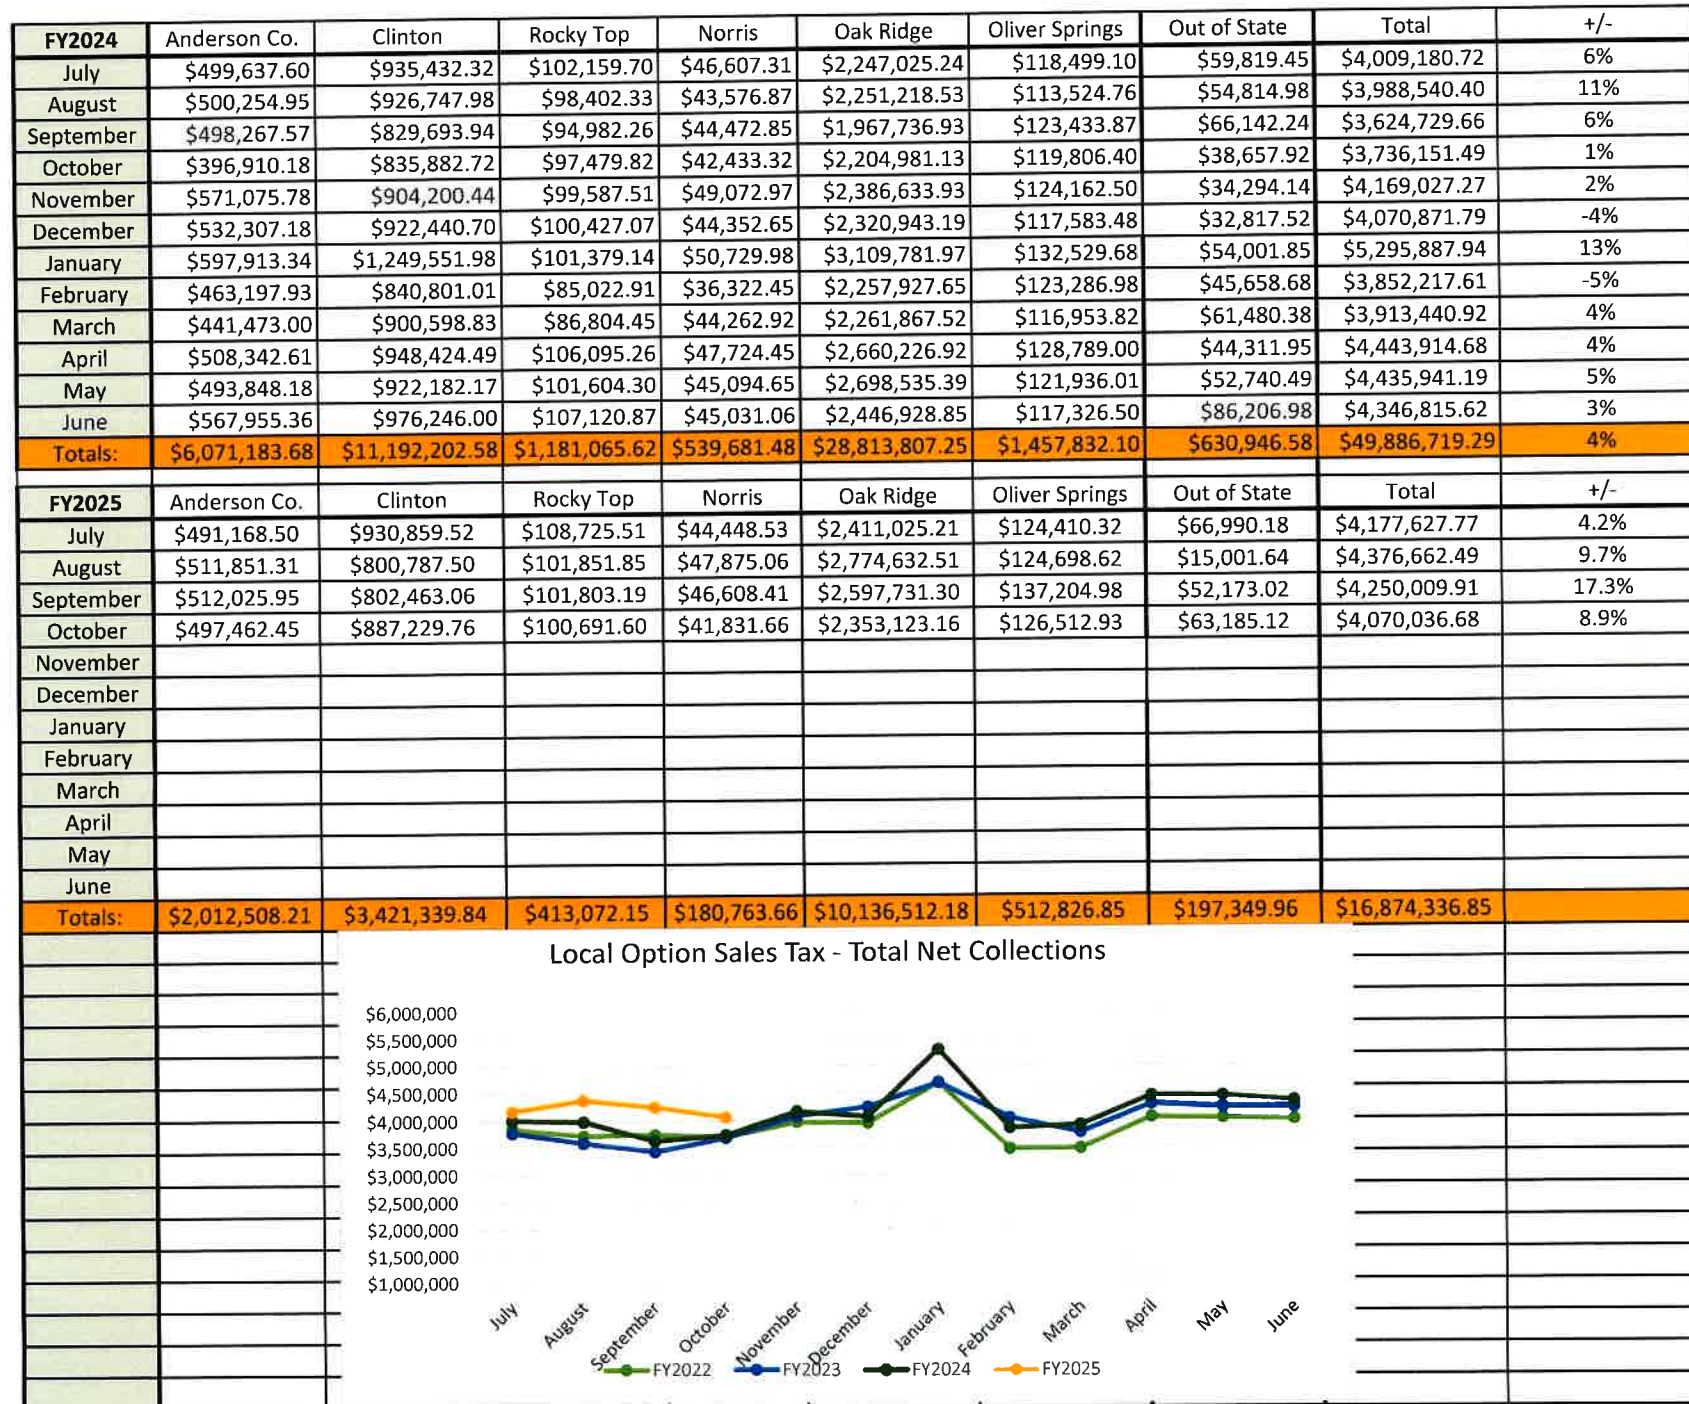 FY2024 Anderson Co. Clinton Rocky Top Norris Oak Ridge Oliver Springs Out of State Total +/-
July $499,637.60 $935,432.32 $102,159.70 $46,607.31 $2,247,025.24 $118,499.10 $59,819.45 $4,009,180.72 6%
August $500,254.95 $926,747.98 $98,402.33 $43,576.87 $2,251,218.53 $113,524.76 $54,814.98 $3,988,540.40 11%
September $498,267.57 $829,693.94 $94,982.26 $44,472.85 $1,967,736.93 $123,433.87 $66,142.24 $3,624,729.66 6%
October $396,910.18 $835,882.72 $97,479.82 $42,433.32 $2,204,981.13 $119,806.40 $38,657.92 $3,736,151.49 1%
November $571,075.78 $904,200.44 $99,587.51 $49,072.97 $2,386,633.93 $124,162.50 $34,294.14 $4,169,027.27 2%
December $532,307.18 $922,440.70 $100,427.07 $44,352.65 $2,320,943.19 $117,583.48 $32,817.52 $4,070,871.79 -4%
January $597,913.34 $1,249,551.98 $101,379.14 $50,729.98 $3,109,781.97 $132,529.68 $54,001.85 $5,295,887.94 13%
February $463,197.93 $840,801.01 $85,022.91 $36,322.45 $2,257,927.65 $123,286.98 $45,658.68 $3,852,217.61 -5%
March $441,473.00 $900,598.83 $86,804.45 $44,262.92 $2,261,867.52 $116,953.82 $61,480.38 $3,913,440.92 4%
April $508,342.61 $948,424.49 $106,095.26 $47,724.45 $2,660,226.92 $128,789.00 $44,311.95 $4,443,914.68 4%
May $493,848.18 $922,182.17 $101,604.30 $45,094.65 $2,698,535.39 $121,936.01 $52,740.49 $4,435,941.19 5%
June $567,955.36 $976,246.00 $107,120.87 $45,031.06 $2,446,928.85 $117,326.50 $86,206.98 $4,346,815.62 3%
Totals: $6,071,183.68 $11,192,202.58 $1,181,065.62 $539,681.48 $28,813,807.25 $1,457,832.10 $630,946.58 $49,886,719.29 4%
FY2025 Anderson Co. Clinton Rocky Top Norris Oak Ridge Oliver Springs Out of State Total +/-
July $491,168.50 $930,859.52 $108,725.51 $44,448.53 $2,411,025.21 $124,410.32 $66,990.18 $4,177,627.77 4.2%
August $511,851.31 $800,787.50 $101,851.85 $47,875.06 $2,774,632.51 $124,698.62 $15,001.64 $4,376,662.49 9.7%
September $512,025.95 $802,463.06 $101,803.19 $46,608.41 $2,597,731.30 $137,204.98 $52,173.02 $4,250,009.91 17.3%
October $497,462.45 $887,229.76 $100,691.60 $41,831.66 $2,353,123.16 $126,512.93 $63,185.12 $4,070,036.68 8.9%
November
December
January
February
March
April
May
June
Totals: $2,012,508.21 $3,421,339.84 $413,072.15 $180,763.66 $10,136,512.18 $512,826.85 $197,349.96 $16,874,336.85
Local Option Sales Tax - Total Net Collections
$6,000,000
$5,500,000
$5,000,000
$4,500,000
$4,000,000
$3,500,000
$3,000,000
$2,500,000
$2,000,000
$1,500,000
$1,000,000
July August September October November December January February March April May June
FY2022 FY2023 FY2024 FY2025